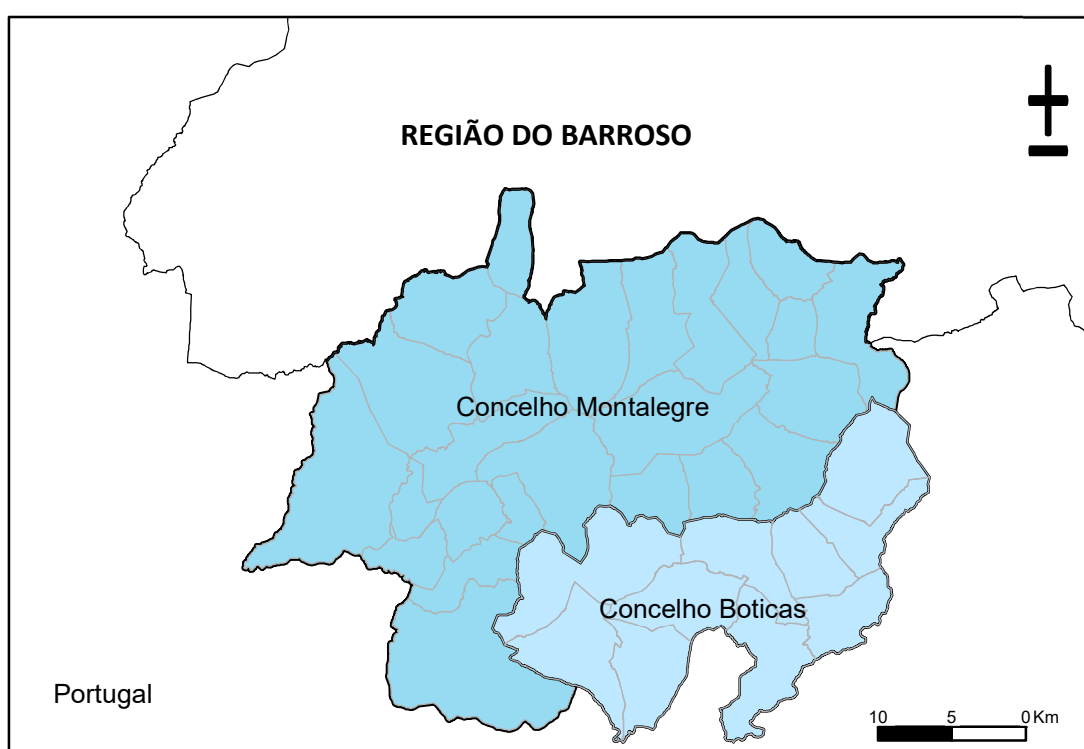 REGIÃO DO BARROSO
Concelho Montalegre
Concelho Boticas
Portugal
10 5 0 Km